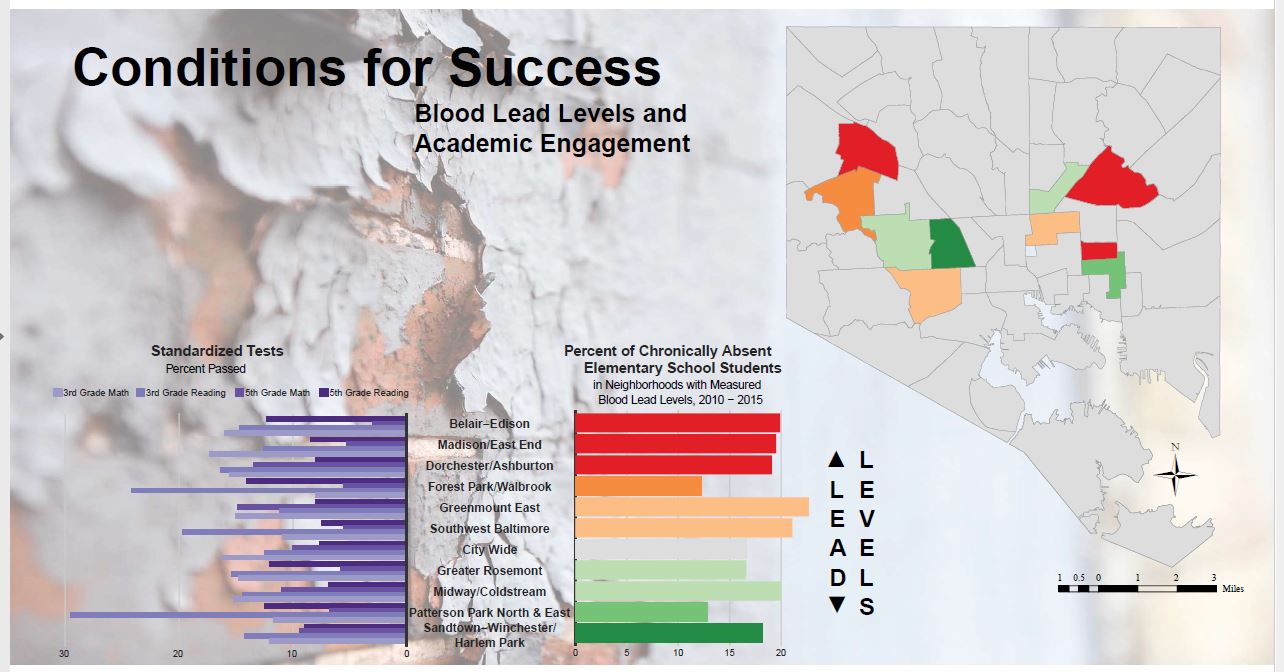 Conditions for Success
Blood Lead Levels and
Academic Engagement
Standardized Tests
Percent Passed
3rd Grade Math 3rd Grade Reading 5th Grade Math 5th Grade Reading
30 20 10 0
Percent of Chronically Absent
Elementary School Students
in Neighborhoods with Measured
Blood Lead Levels, 2010 − 2015
Belair−Edison
Madison/East End
Dorchester/Ashburton
Forest Park/Walbrook
Greenmount East
Southwest Baltimore
City Wide
Greater Rosemont
Midway/Coldstream
Patterson Park North & East
Sandtown−Winchester/
Harlem Park
0 5 10 15 20
▲ LEAD ▼
LEVELS
N
1 0.5 0 1 2 3
Miles